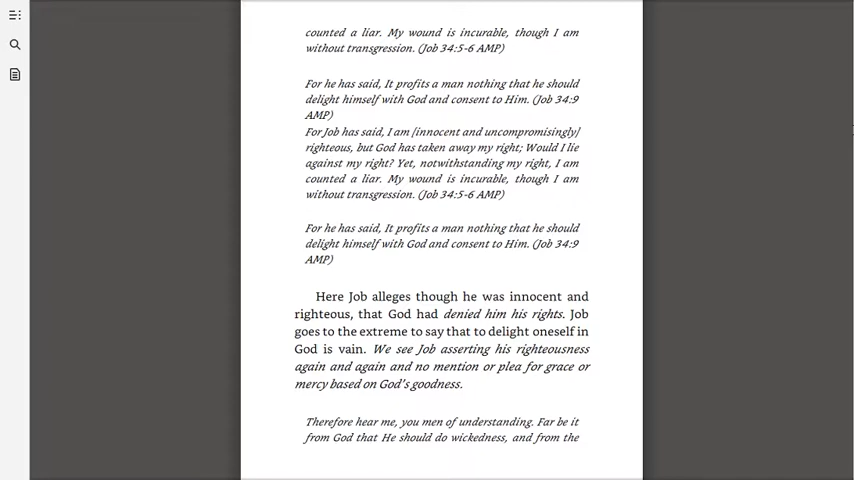 counted a liar. My wound is incurable, though I am
without transgression. (Job 34:5-6 AMP)
For he has said, It profits a man nothing that he should
delight himself with God and consent to Him. (Job 34:9
AMP)
For Job has said, I am [innocent and uncompromisingly]
righteous, but God has taken away my right; Would I lie
against my right? Yet, notwithstanding my right, I am
counted a liar. My wound is incurable, though I am
without transgression. (Job 34:5-6 AMP)
For he has said, It profits a man nothing that he should
delight himself with God and consent to Him. (Job 34:9
AMP)
Here Job alleges though he was innocent and
righteous, that God had denied him his rights. Job
goes to the extreme to say that to delight oneself in
God is vain. We see Job asserting his righteousness
again and again and no mention or plea for grace or
mercy based on God's goodness.
Therefore hear me, you men of understanding. Far be it
from God that He should do wickedness, and from the